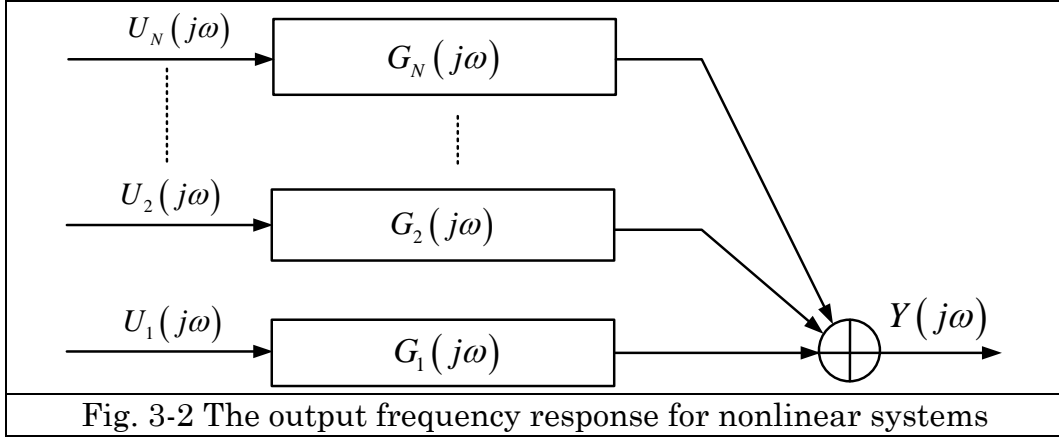 U_N(jω)
G_N(jω)
U_2(jω)
G_2(jω)
U_1(jω)
G_1(jω)
Y(jω)
Fig. 3-2 The output frequency response for nonlinear systems